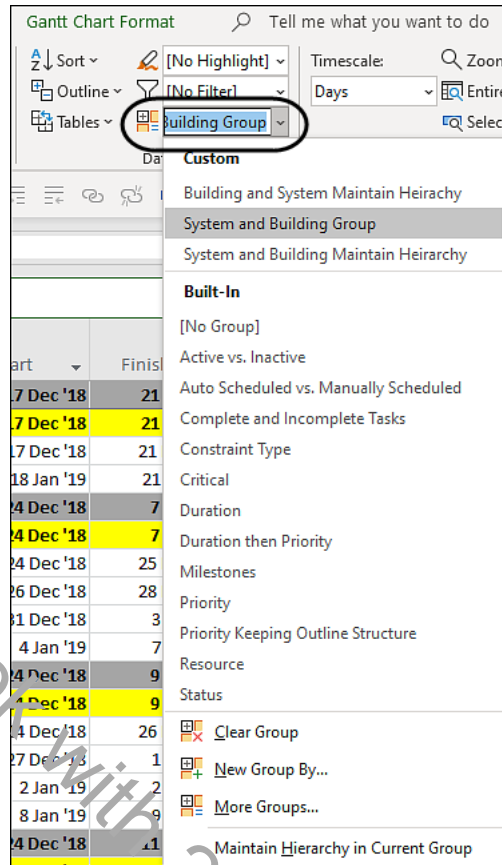 Gantt Chart Format
Tell me what you want to do
Sort
[No Highlight]
Timescale:
Zoom
Outline
[No Filter]
Days
Entire
Tables
Building Group
Selec
Da
Custom
Building and System Maintain Heirachy
System and Building Group
System and Building Maintain Heirarchy
Built-In
[No Group]
Active vs. Inactive
Auto Scheduled vs. Manually Scheduled
Complete and Incomplete Tasks
Constraint Type
Critical
Duration
Duration then Priority
Milestones
Priority
Priority Keeping Outline Structure
Resource
Status
Clear Group
New Group By...
More Groups...
Maintain Hierarchy in Current Group
art Finis
17 Dec '18 21
17 Dec '18 21
17 Dec '18 21
18 Jan '19 21
24 Dec '18 7
24 Dec '18 7
24 Dec '18 25
26 Dec '18 28
31 Dec '18 3
4 Jan '19 7
24 Dec '18 9
24 Dec '18 9
24 Dec '18 26
27 Dec '18 1
2 Jan '19 2
8 Jan '19 9
24 Dec '18 11
with